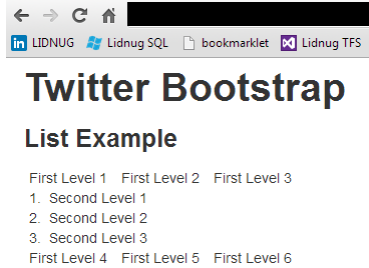 LIDNUG Lidnug SQL bookmarklet Lidnug TFS
Twitter Bootstrap
List Example
First Level 1 First Level 2 First Level 3
1. Second Level 1
2. Second Level 2
3. Second Level 3
First Level 4 First Level 5 First Level 6